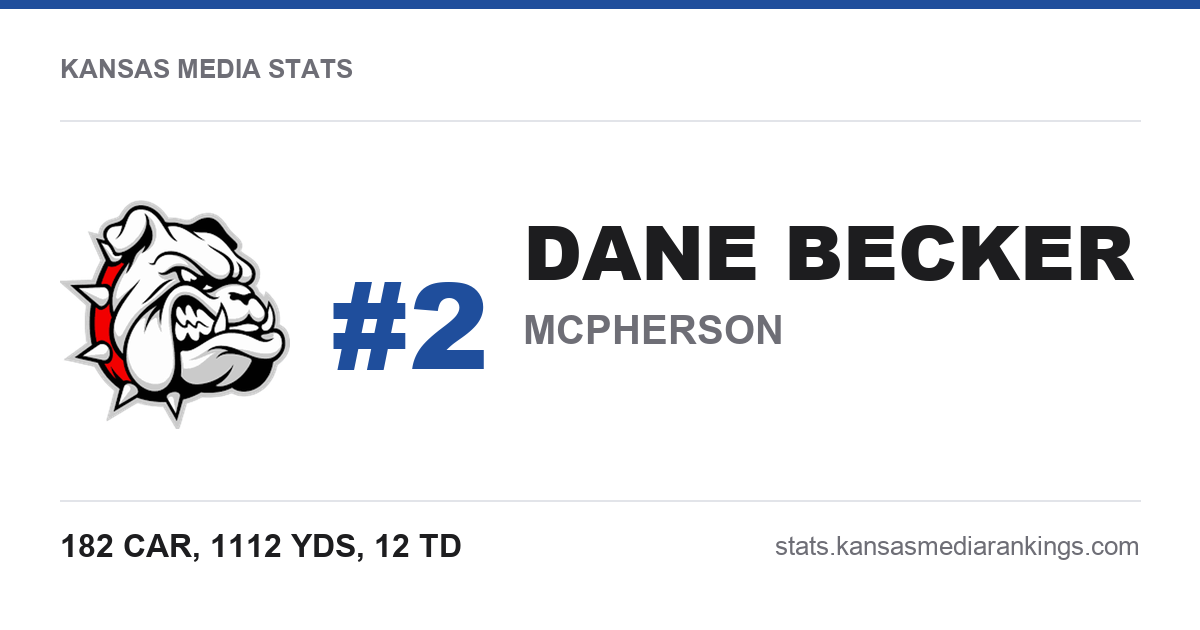 KANSAS MEDIA STATS
#2
DANE BECKER
MCPHERSON
182 CAR, 1112 YDS, 12 TD
stats.kansasmediarankings.com